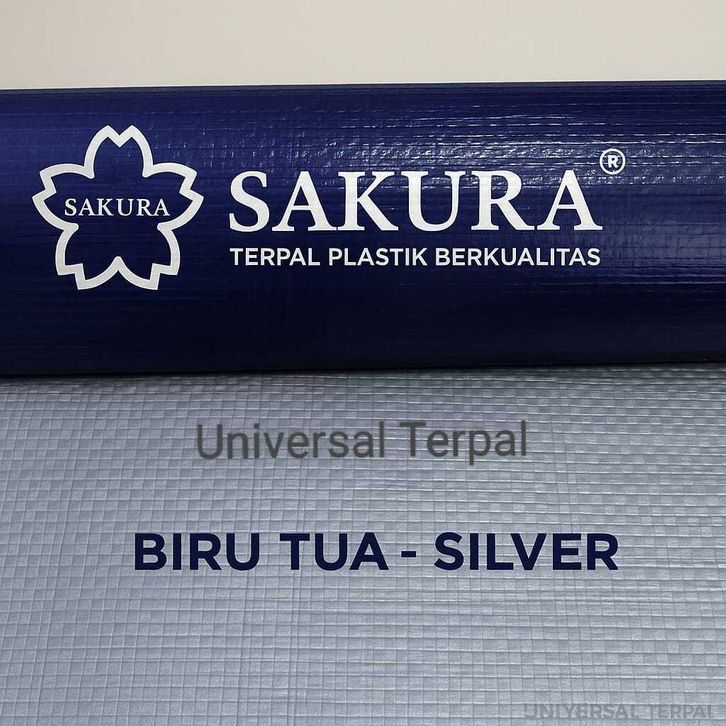 SAKURA
SAKURA®
TERPAL PLASTIK BERKUALITAS
Universal Terpal
BIRU TUA - SILVER
UNIVERSAL TERPAL